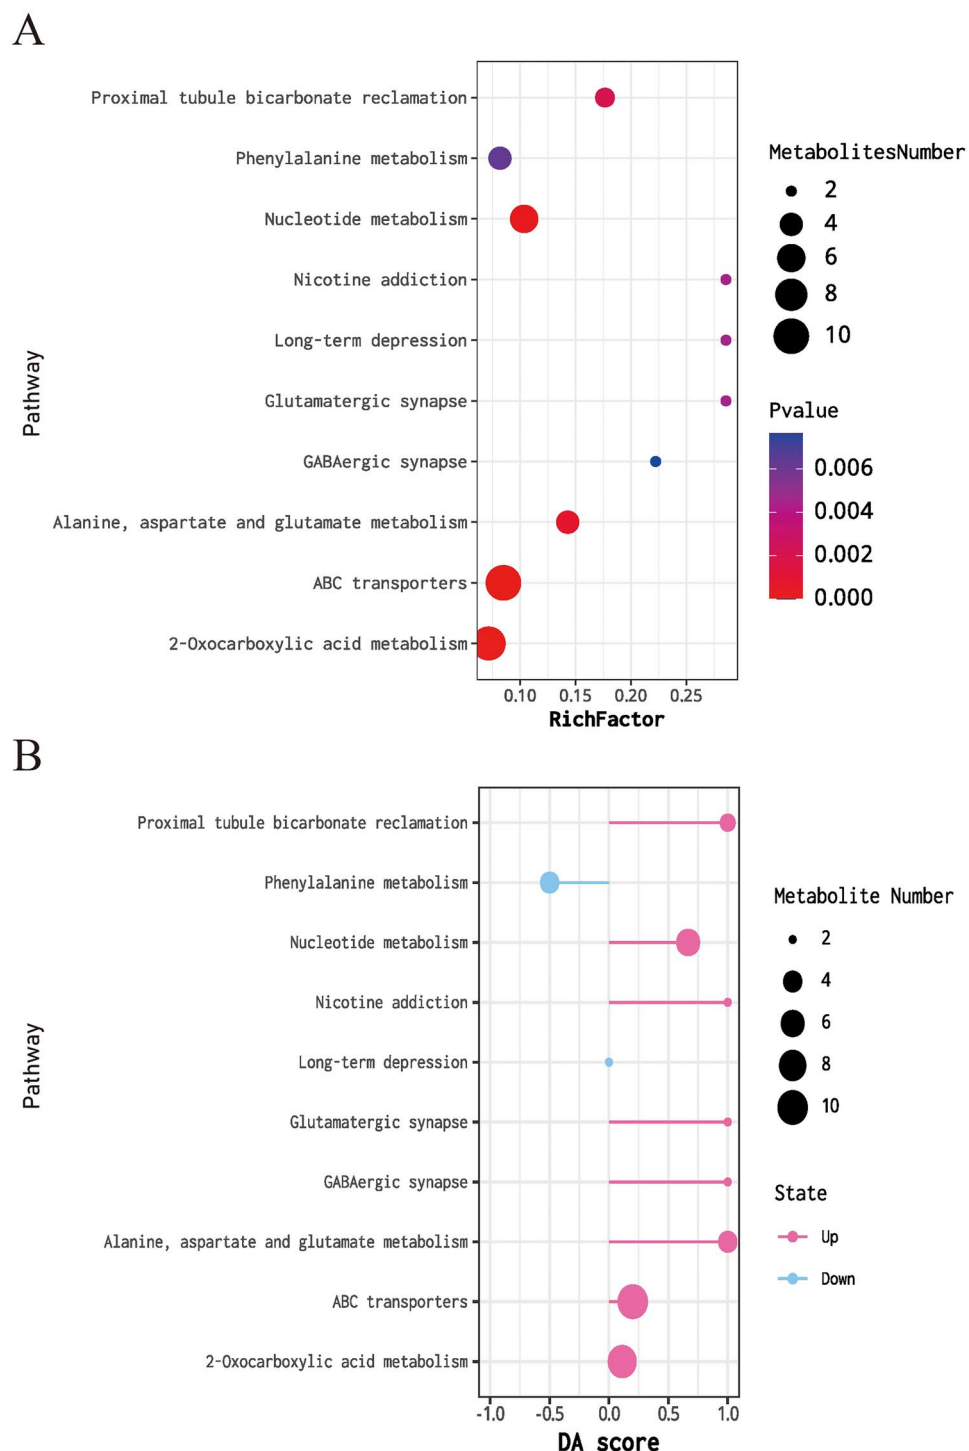 A
Proximal tubule bicarbonate reclamation
Phenylalanine metabolism
Nucleotide metabolism
Nicotine addiction
Long-term depression
Glutamatergic synapse
GABAergic synapse
Alanine, aspartate and glutamate metabolism
ABC transporters
2-Oxocarboxylic acid metabolism
Pathway
0.10 0.15 0.20 0.25
RichFactor
MetabolitesNumber
2
4
6
8
10
Pvalue
0.006
0.004
0.002
0.000
B
Proximal tubule bicarbonate reclamation
Phenylalanine metabolism
Nucleotide metabolism
Nicotine addiction
Long-term depression
Glutamatergic synapse
GABAergic synapse
Alanine, aspartate and glutamate metabolism
ABC transporters
2-Oxocarboxylic acid metabolism
Pathway
-1.0 -0.5 0.0 0.5 1.0
DA score
Metabolite Number
2
4
6
8
10
State
Up
Down